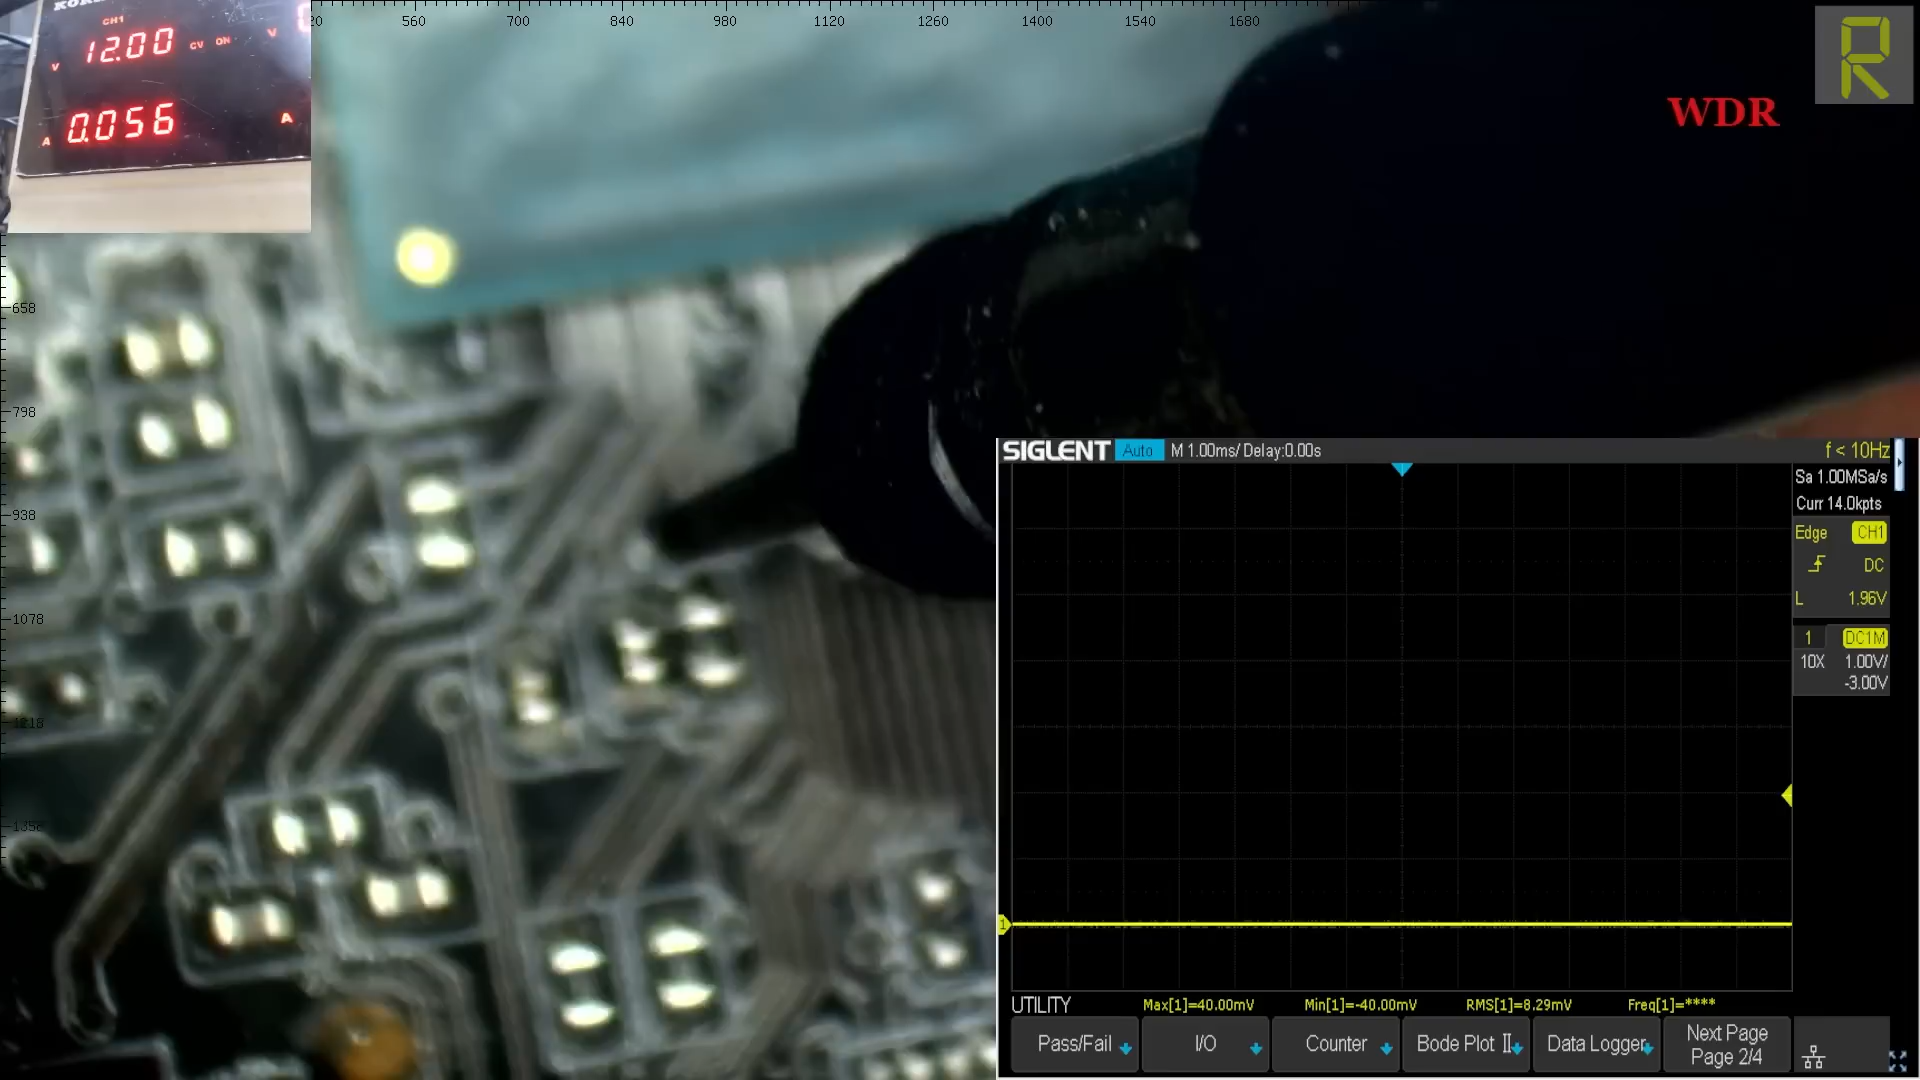 CH1
12.00
CV ON V
V
0.056
A A
560 700 840 980 1120 1260 1400 1540 1680
WDR
R
658
798
938
1078
1218
1358
SIGLENT Auto M 1.00ms/ Delay:0.00s f < 10Hz
Sa 1.00MSa/s
Curr 14.0kpts
Edge CH1
DC
L 1.96V
1 DC1M
10X 1.00V/
-3.00V
1
UTILITY Max[1]=40.00mV Min[1]=-40.00mV RMS[1]=8.29mV Freq[1]=****
Pass/Fail I/O Counter Bode Plot II Data Logger Next Page
Page 2/4